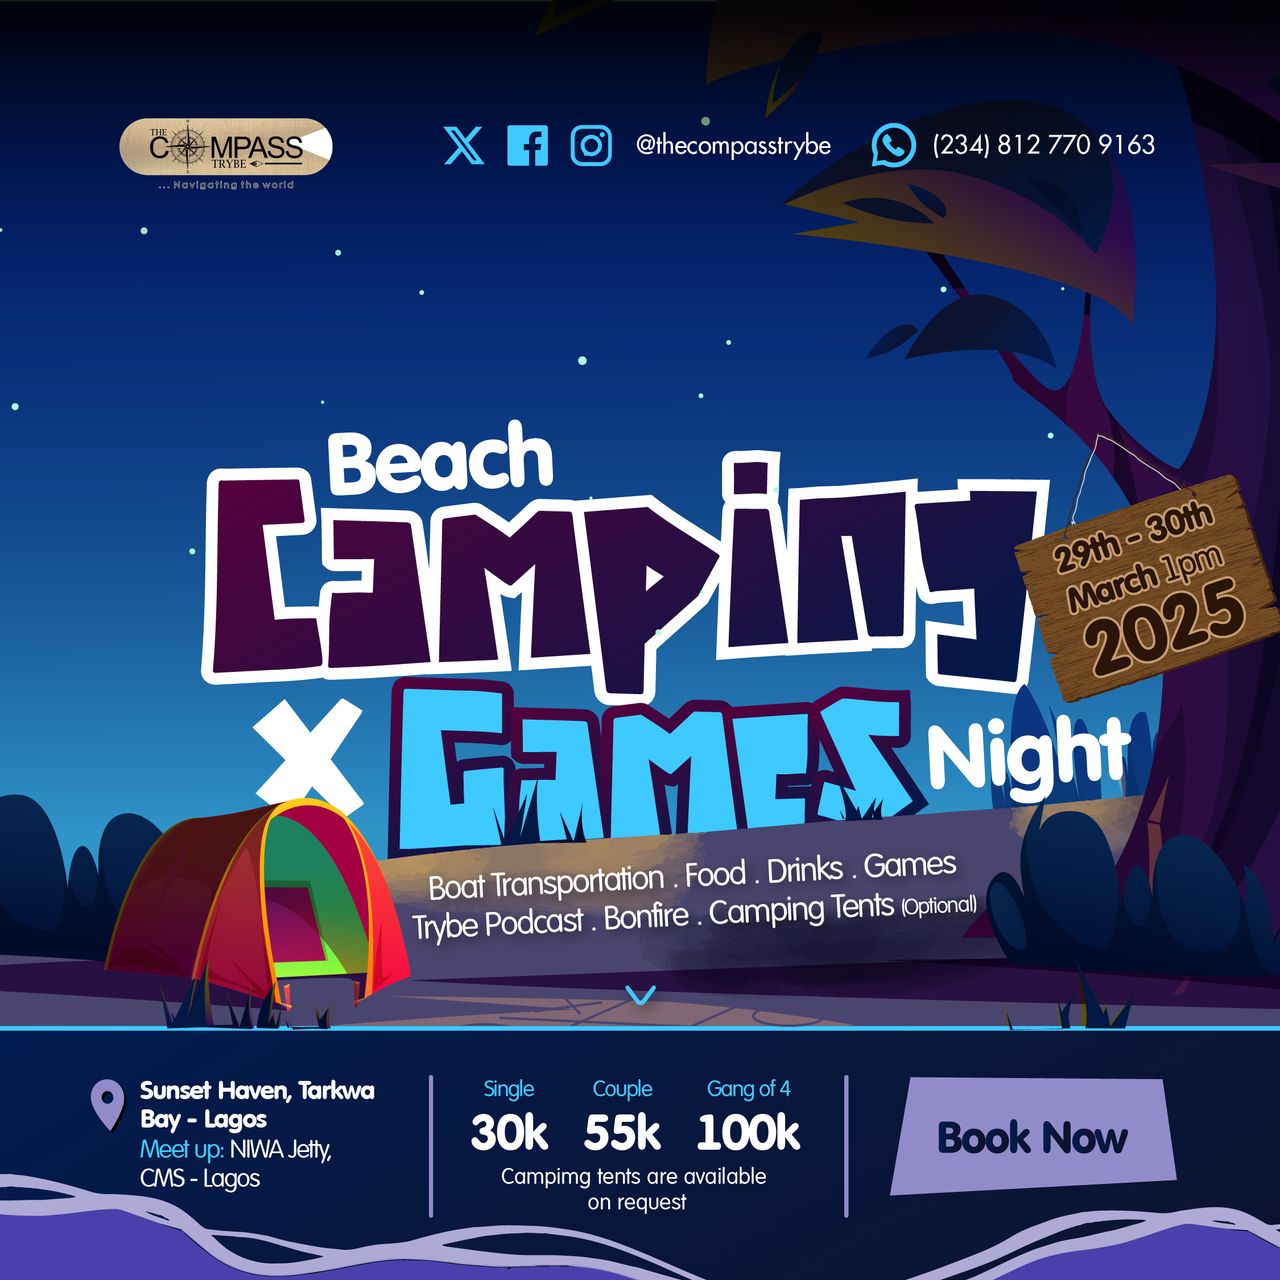 THE
COMPASS
TRYBE
... Navigating the world
@thecompasstrybe
(234) 812 770 9163
Beach
Camping
x Games Night
29th - 30th
March 1pm
2025
Boat Transportation . Food . Drinks . Games
Trybe Podcast . Bonfire . Camping Tents (Optional)
Sunset Haven, Tarkwa
Bay - Lagos
Meet up: NIWA Jetty,
CMS - Lagos
Single Couple Gang of 4
30k 55k 100k
Campimg tents are available
on request
Book Now